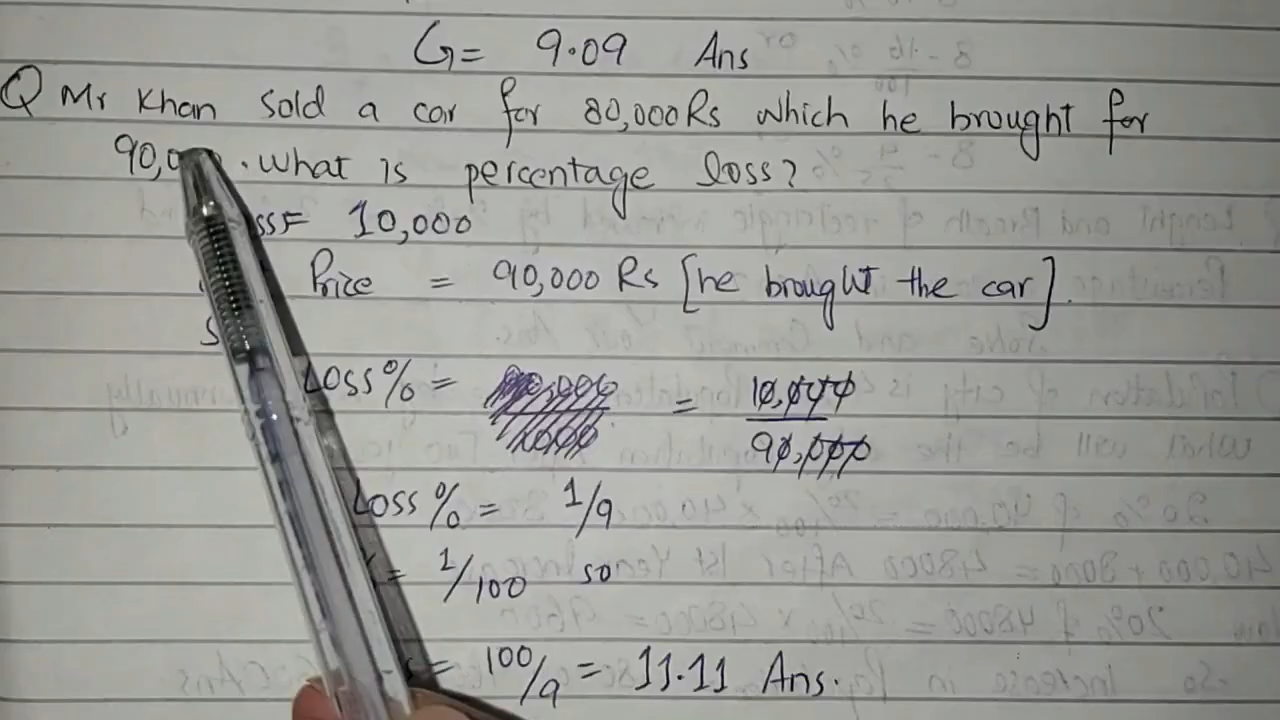 G= 9.09 Ans
Q Mr Khan sold a car for 80,000Rs which he brought for
90,000. What is percentage loss?
10,000
Price = 90,000 Rs [he brought the car].
Loss% = = 10,000/90,000
Loss% = 1/9
= 1/100 so
= 100/9 = 11.11 Ans.